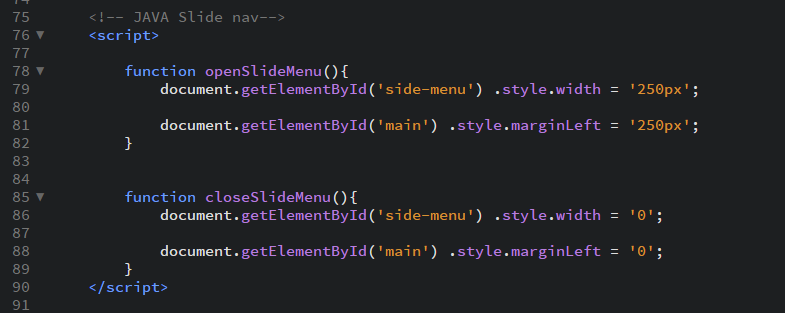 74
75 <!-- JAVA Slide nav-->
76 <script>
77
78 function openSlideMenu(){
79 document.getElementById('side-menu') .style.width = '250px';
80
81 document.getElementById('main') .style.marginLeft = '250px';
82 }
83
84
85 function closeSlideMenu(){
86 document.getElementById('side-menu') .style.width = '0';
87
88 document.getElementById('main') .style.marginLeft = '0';
89 }
90 </script>
91